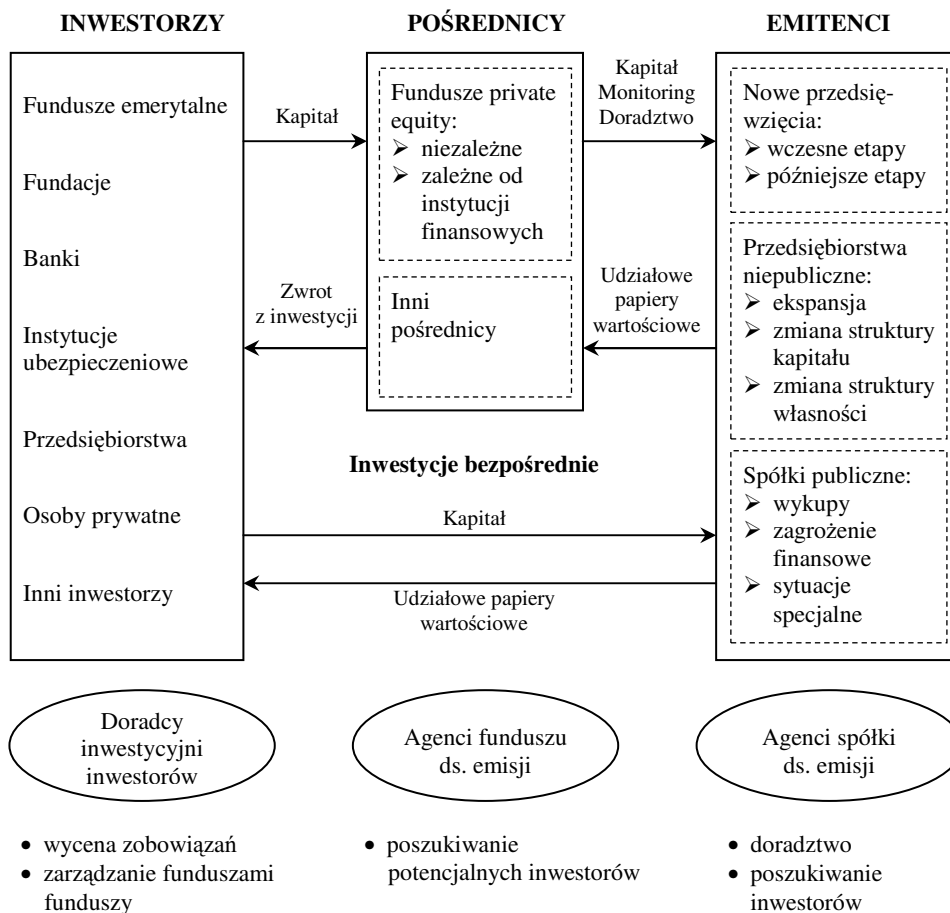 INWESTORZY
POŚREDNICY
EMITENCI
Fundusze emerytalne
Fundacje
Banki
Instytucje
ubezpieczeniowe
Przedsiębiorstwa
Osoby prywatne
Inni inwestorzy
Kapitał
Zwrot
z inwestycji
Fundusze private
equity:
➢ niezależne
➢ zależne od
instytucji
finansowych
Inni
pośrednicy
Kapitał
Monitoring
Doradztwo
Udziałowe
papiery
wartościowe
Nowe przedsię-
wzięcia:
➢ wczesne etapy
➢ późniejsze etapy
Przedsiębiorstwa
niepubliczne:
➢ ekspansja
➢ zmiana struktury
kapitału
➢ zmiana struktury
własności
Spółki publiczne:
➢ wykupy
➢ zagrożenie
finansowe
➢ sytuacje
specjalne
Inwestycje bezpośrednie
Kapitał
Udziałowe papiery
wartościowe
Doradcy
inwestycyjni
inwestorów
Agenci funduszu
ds. emisji
Agenci spółki
ds. emisji
• wycena zobowiązań
• zarządzanie funduszami
funduszy
• poszukiwanie
potencjalnych inwestorów
• doradztwo
• poszukiwanie
inwestorów